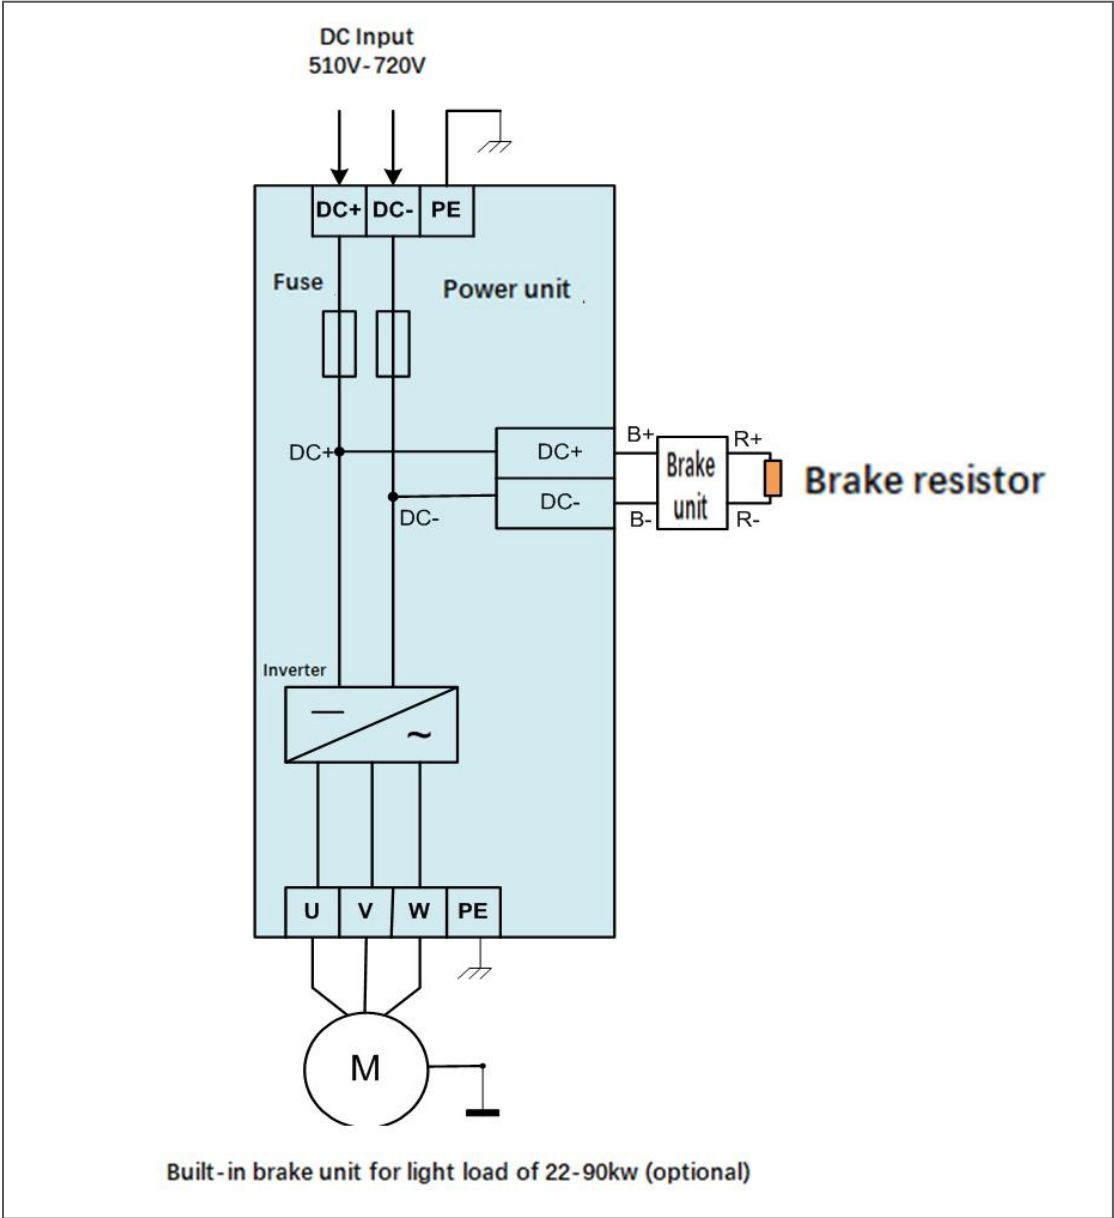 DC Input
510V-720V
DC+ DC- PE
Fuse
Power unit
DC+
DC+
B+
R+
Brake
unit
Brake resistor
DC-
DC-
B-
R-
Inverter
— ~
U V W PE
M
Built-in brake unit for light load of 22-90kw (optional)